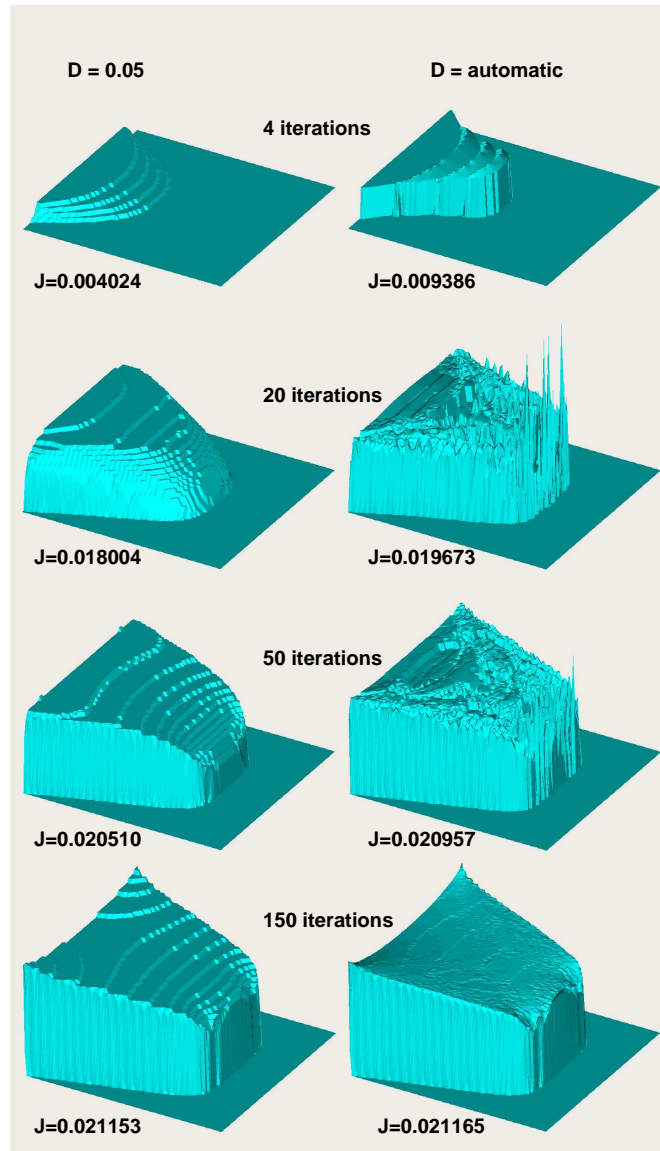 D = 0.05
D = automatic
4 iterations
J=0.004024
J=0.009386
20 iterations
J=0.018004
J=0.019673
50 iterations
J=0.020510
J=0.020957
150 iterations
J=0.021153
J=0.021165